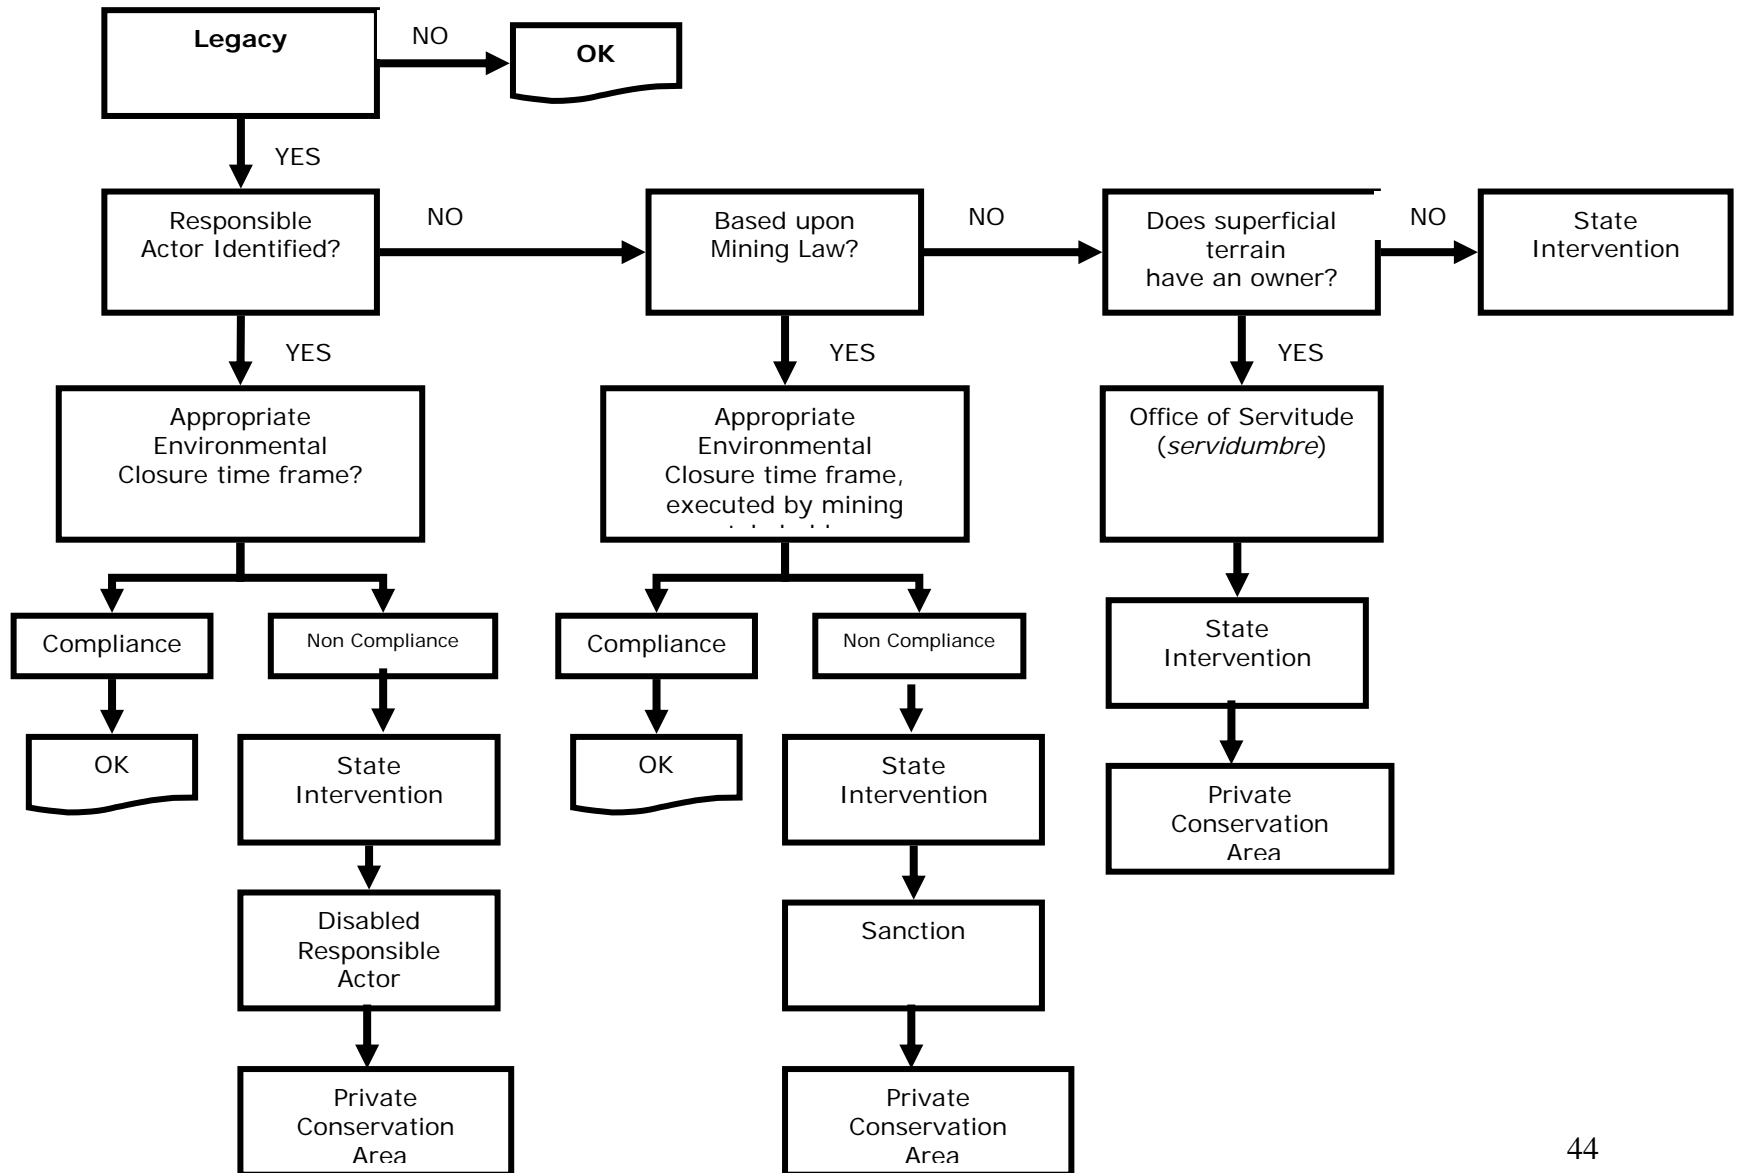 Legacy
NO
OK
YES
Responsible
Actor Identified?
NO
Based upon
Mining Law?
NO
Does superficial
terrain
have an owner?
NO
State
Intervention
YES
YES
YES
Appropriate
Environmental
Closure time frame?
Appropriate
Environmental
Closure time frame,
executed by mining
Office of Servitude
(servidumbre)
Compliance
Non Compliance
Compliance
Non Compliance
State
Intervention
OK
State
Intervention
OK
State
Intervention
Private
Conservation
Area
Disabled
Responsible
Actor
Sanction
Private
Conservation
Area
Private
Conservation
Area
44